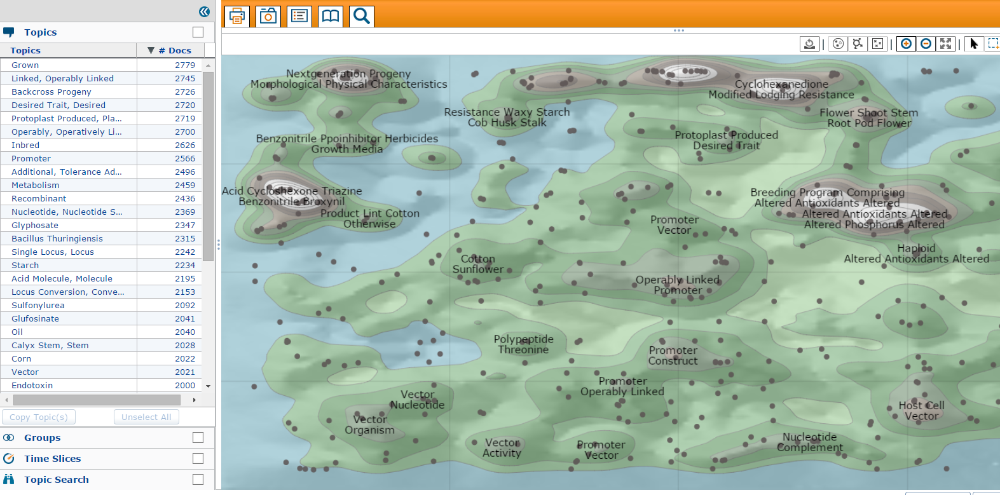 Topics
Topics # Docs
Grown 2779
Linked, Operably Linked 2745
Backcross Progeny 2726
Desired Trait, Desired 2720
Protoplast Produced, Pla... 2719
Operably, Operatively Li... 2700
Inbred 2626
Promoter 2566
Additional, Tolerance Ad... 2496
Metabolism 2459
Recombinant 2436
Nucleotide, Nucleotide S... 2369
Glyphosate 2347
Bacillus Thuringiensis 2315
Single Locus, Locus 2242
Starch 2234
Acid Molecule, Molecule 2195
Locus Conversion, Conve... 2153
Sulfonylurea 2092
Glufosinate 2041
Oil 2040
Calyx Stem, Stem 2028
Corn 2022
Vector 2021
Endotoxin 2000
Copy Topic(s) Unselect All
Groups
Time Slices
Topic Search
Nextgeneration Progeny
Morphological Physical Characteristics
Cyclohexanedione
Modified Lodging Resistance
Resistance Waxy Starch
Cob Husk Stalk
Flower Shoot Stem
Root Pod Flower
Benzonitrile Ppoinhibitor Herbicides
Growth Media
Protoplast Produced
Desired Trait
Acid Cycloshexone Triazine
Benzonitrile Broxynil
Product Lint Cotton
Otherwise
Breeding Program Comprising
Altered Antioxidants Altered
Altered Antioxidants Altered
Altered Phosphorus Altered
Promoter
Vector
Haploid
Altered Antioxidants Altered
Cotton
Sunflower
Operably Linked
Promoter
Polypeptide
Threonine
Promoter
Construct
Promoter
Operably Linked
Vector
Nucleotide
Host Cell
Vector
Vector
Organism
Vector
Activity
Promoter
Vector
Nucleotide
Complement